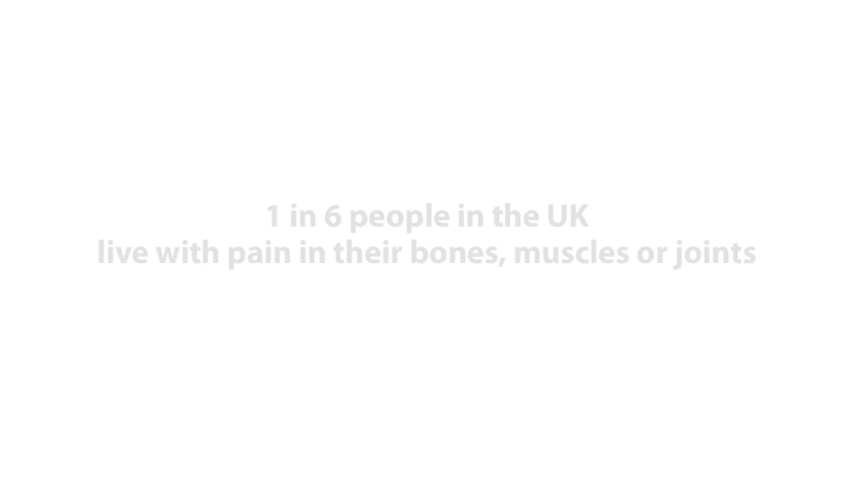 1 in 6 people in the UK
live with pain in their bones, muscles or joints